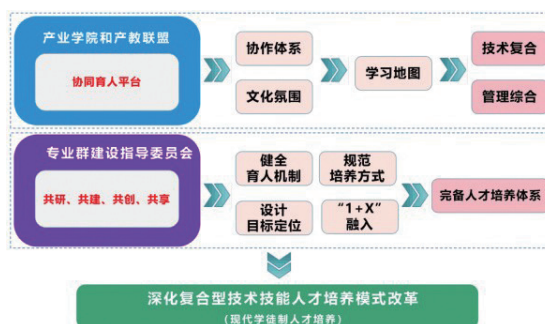 产业学院和产教联盟
协同育人平台
协作体系
文化氛围
学习地图
技术复合
管理综合
专业群建设指导委员会
共研、共建、共创、共享
健全
育人机制
规范
培养方式
设计
目标定位
“1+X”
融入
完备人才培养体系
深化复合型技术技能人才培养模式改革
(现代学徒制人才培养)